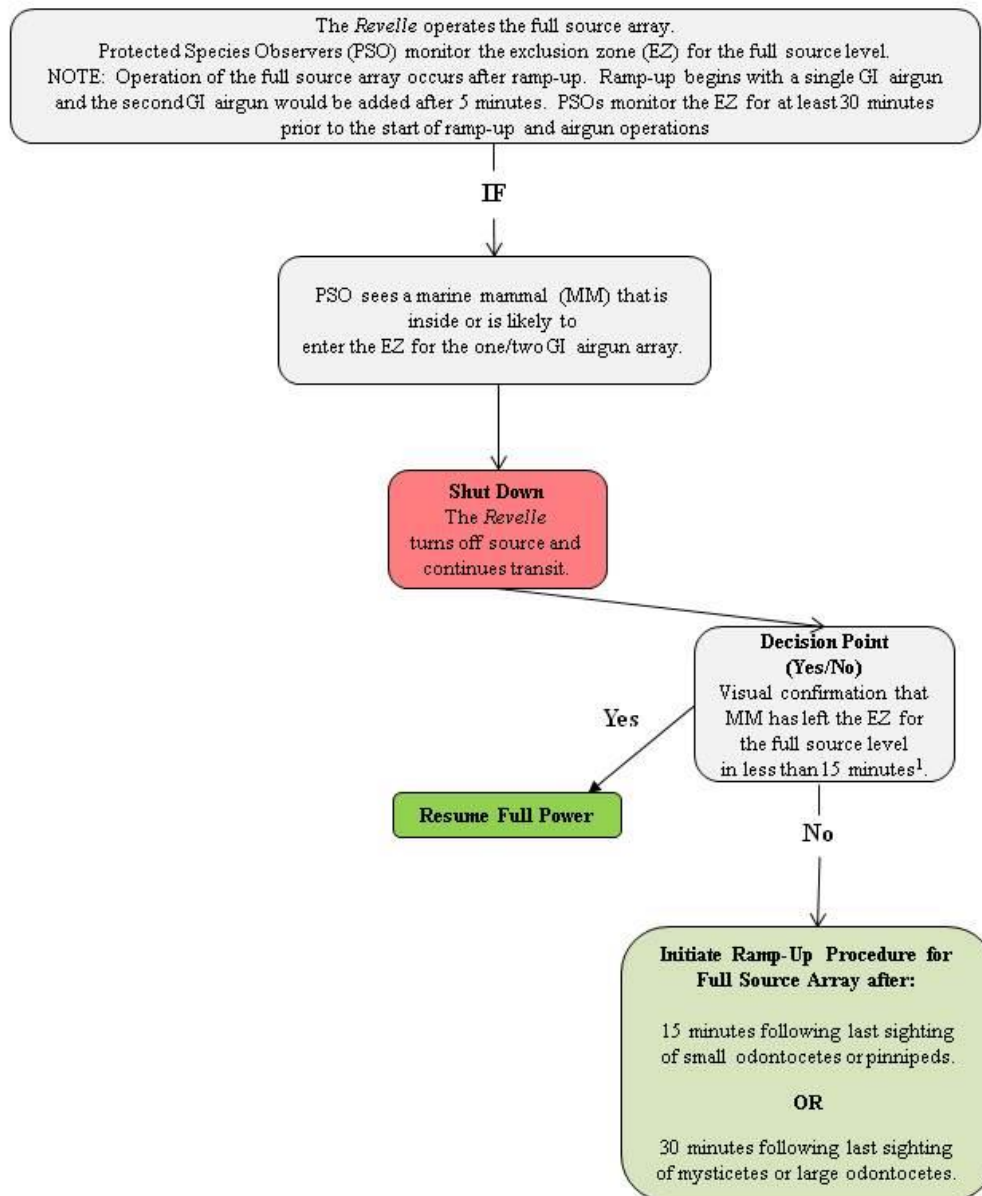 The Revelle operates the full source array.
Protected Species Observers (PSO) monitor the exclusion zone (EZ) for the full source level.
NOTE: Operation of the full source array occurs after ramp-up. Ramp-up begins with a single GI airgun
and the second GI airgun would be added after 5 minutes. PSOs monitor the EZ for at least 30 minutes
prior to the start of ramp-up and airgun operations
IF
PSO sees a marine mammal (MM) that is
inside or is likely to
enter the EZ for the one/two GI airgun array.
Shut Down
The Revelle
turns off source and
continues transit.
Decision Point
(Yes/No)
Visual confirmation that
MM has left the EZ for
the full source level
in less than 15 minutes¹.
Yes
Resume Full Power
No
Initiate Ramp-Up Procedure for
Full Source Array after:
15 minutes following last sighting
of small odontocetes or pinnipeds.
OR
30 minutes following last sighting
of mysticetes or large odontocetes.